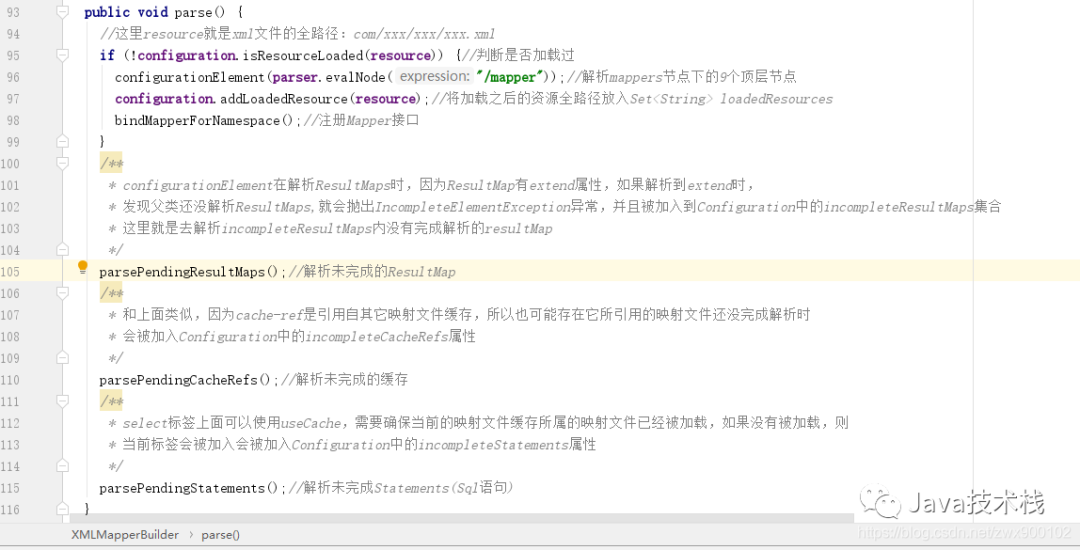 93 public void parse() {
94 //这里resource就是xml文件的全路径：com/xxx/xxx/xxx.xml
95 if (!configuration.isResourceLoaded(resource)) {//判断是否加载过
96 configurationElement(parser.evalNode( expression: "/mapper"));//解析mappers节点下的9个顶层节点
97 configuration.addLoadedResource(resource);//将加载之后的资源全路径放入Set<String> loadedResources
98 bindMapperForNamespace();//注册Mapper接口
99 }
100 /**
101 * configurationElement在解析ResultMaps时，因为ResultMap有extend属性，如果解析到extend时，
102 * 发现父类还没解析ResultMaps,就会抛出IncompleteElementException异常，并且被加入到Configuration中的incompleteResultMaps集合
103 * 这里就是去解析incompleteResultMaps内没有完成解析的resultMap
104 */
105 parsePendingResultMaps();//解析未完成的ResultMap
106 /**
107 * 和上面类似，因为cache-ref是引用自其它映射文件缓存，所以也可能存在它所引用的映射文件还没完成解析时
108 * 会被加入Configuration中的incompleteCacheRefs属性
109 */
110 parsePendingCacheRefs();//解析未完成的缓存
111 /**
112 * select标签上面可以使用useCache，需要确保当前的映射文件缓存所属的映射文件已经被加载，如果没有被加载，则
113 * 当前标签会被加入会被加入Configuration中的incompleteStatements属性
114 */
115 parsePendingStatements();//解析未完成Statements(Sql语句)
116 }
Java技术栈
XMLMapperBuilder › parse()
https://blog.csdn.net/zwx900102